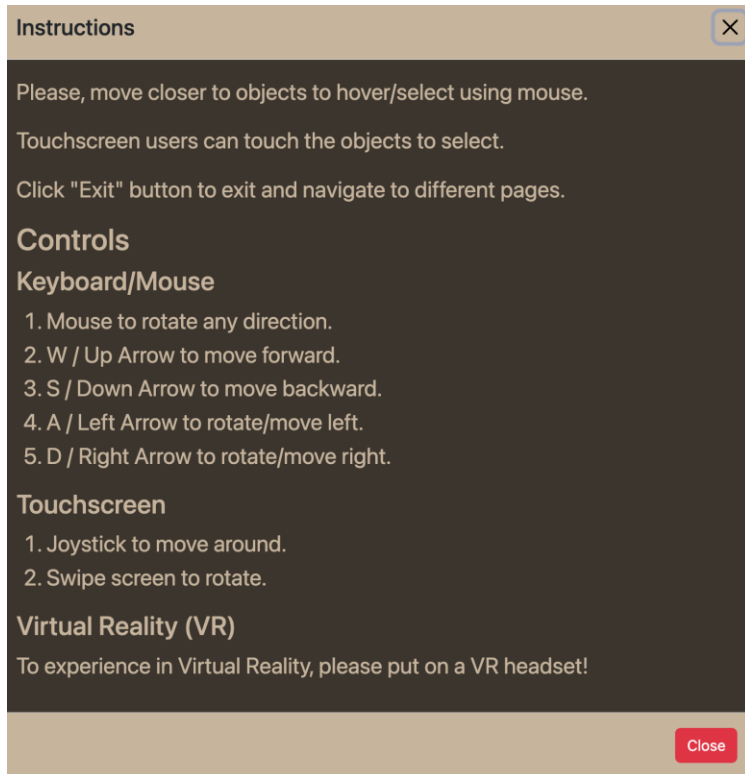 Instructions
Please, move closer to objects to hover/select using mouse.
Touchscreen users can touch the objects to select.
Click "Exit" button to exit and navigate to different pages.
Controls
Keyboard/Mouse
1. Mouse to rotate any direction.
2. W / Up Arrow to move forward.
3. S / Down Arrow to move backward.
4. A / Left Arrow to rotate/move left.
5. D / Right Arrow to rotate/move right.
Touchscreen
1. Joystick to move around.
2. Swipe screen to rotate.
Virtual Reality (VR)
To experience in Virtual Reality, please put on a VR headset!
Close